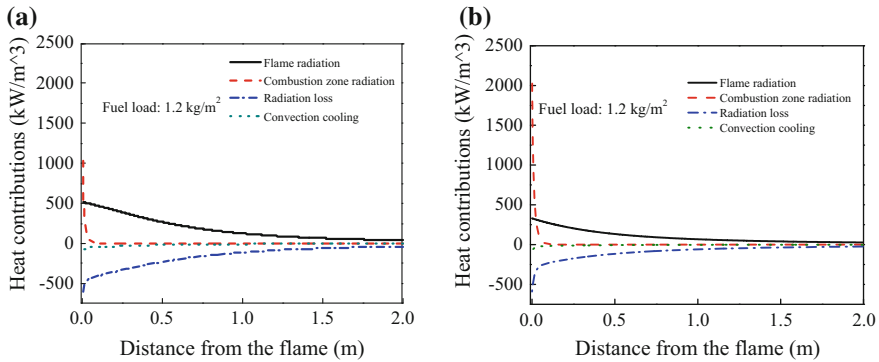 (a)
Heat contributions (kW/m^3)
2500
2000
1500
1000
500
0
-500
Flame radiation
Combustion zone radiation
Radiation loss
Convection cooling
Fuel load: 1.2 kg/m²
0.0 0.5 1.0 1.5 2.0
Distance from the flame (m)
(b)
Heat contributions (kW/m^3)
2500
2000
1500
1000
500
0
-500
Flame radiation
Combustion zone radiation
Radiation loss
Convection cooling
Fuel load: 1.2 kg/m²
0.0 0.5 1.0 1.5 2.0
Distance from the flame (m)